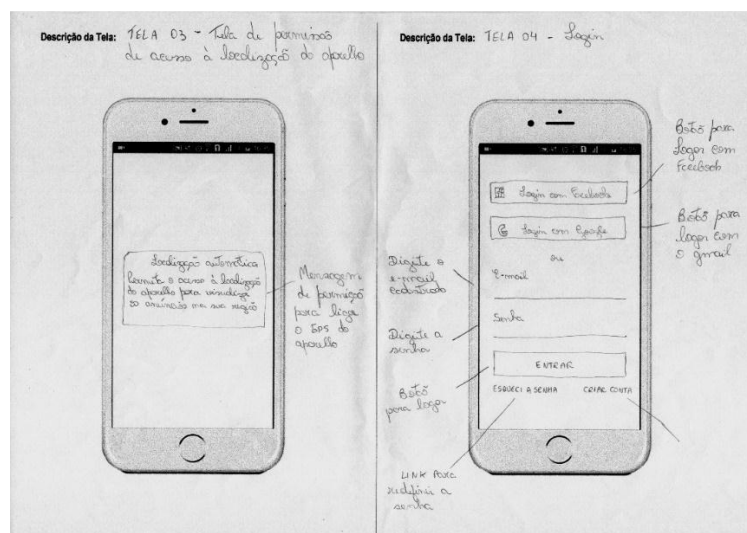 Descrição da Tela: TELA 03 - Tela de permissão
de acesso à localização do aparelho
Localização automática
Permita o acesso à localização
do aparelho para visualizar
os anúncios na sua região
Mensagem
de permissão
para ligar
o GPS do
aparelho
Descrição da Tela: TELA 04 - Login
Login com Facebook
Login com Google
ou
E-mail
Senha
ENTRAR
ESQUECI A SENHA
CRIAR CONTA
Botão para
logar com
Facebook
Botão para
logar com
o gmail
Digite o
e-mail
cadastrado
Digite a
senha
Botão
para logar
LINK PARA
redefinir a
senha